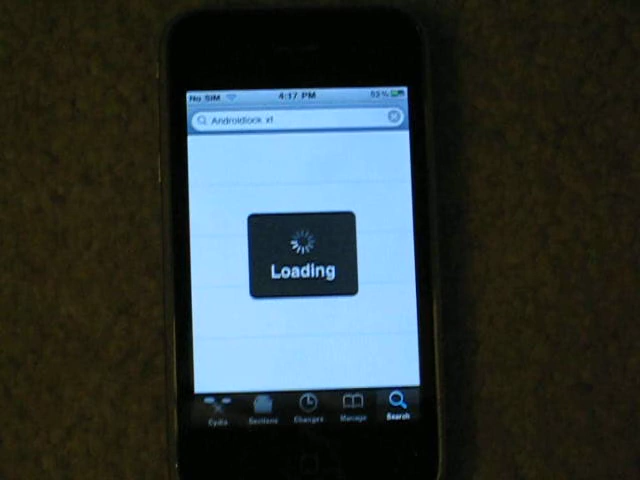 No SIM 4:17 PM 53%
Androidlock xt
Loading
Cydia Sections Changes Manage Search